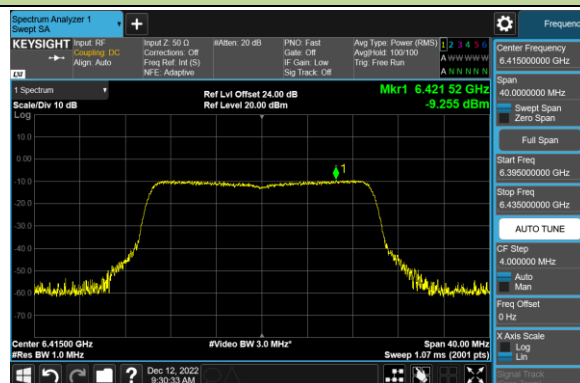 Spectrum Analyzer 1
Swept SA
+
Frequenc
KEYSIGHT
Input: RF
Coupling: DC
Align: Auto
Input Z: 50 Ω
Corrections: Off
Freq Ref: Int (S)
NFE: Adaptive
#Atten: 20 dB
PNO: Fast
Gate: Off
IF Gain: Low
Sig Track: Off
Avg Type: Power (RMS)
Avg|Hold: 100/100
Trig: Free Run
1 2 3 4 5 6
A W W W W W
A N N N N N
LXI
1 Spectrum
Scale/Div 10 dB
Log
Ref Lvl Offset 24.00 dB
Ref Level 20.00 dBm
Mkr1 6.421 52 GHz
-9.255 dBm
10.0
0.00
-10.0
-20.0
-30.0
-40.0
-50.0
-60.0
-70.0
1
Center 6.41500 GHz
#Res BW 1.0 MHz
#Video BW 3.0 MHz*
Span 40.00 MHz
Sweep 1.07 ms (2001 pts)
Center Frequency
6.415000000 GHz
Span
40.0000000 MHz
Swept Span
Zero Span
Full Span
Start Freq
6.395000000 GHz
Stop Freq
6.435000000 GHz
AUTO TUNE
CF Step
4.000000 MHz
Auto
Man
Freq Offset
0 Hz
X Axis Scale
Log
Lin
Signal Track
?
Dec 12, 2022
9:30:33 AM